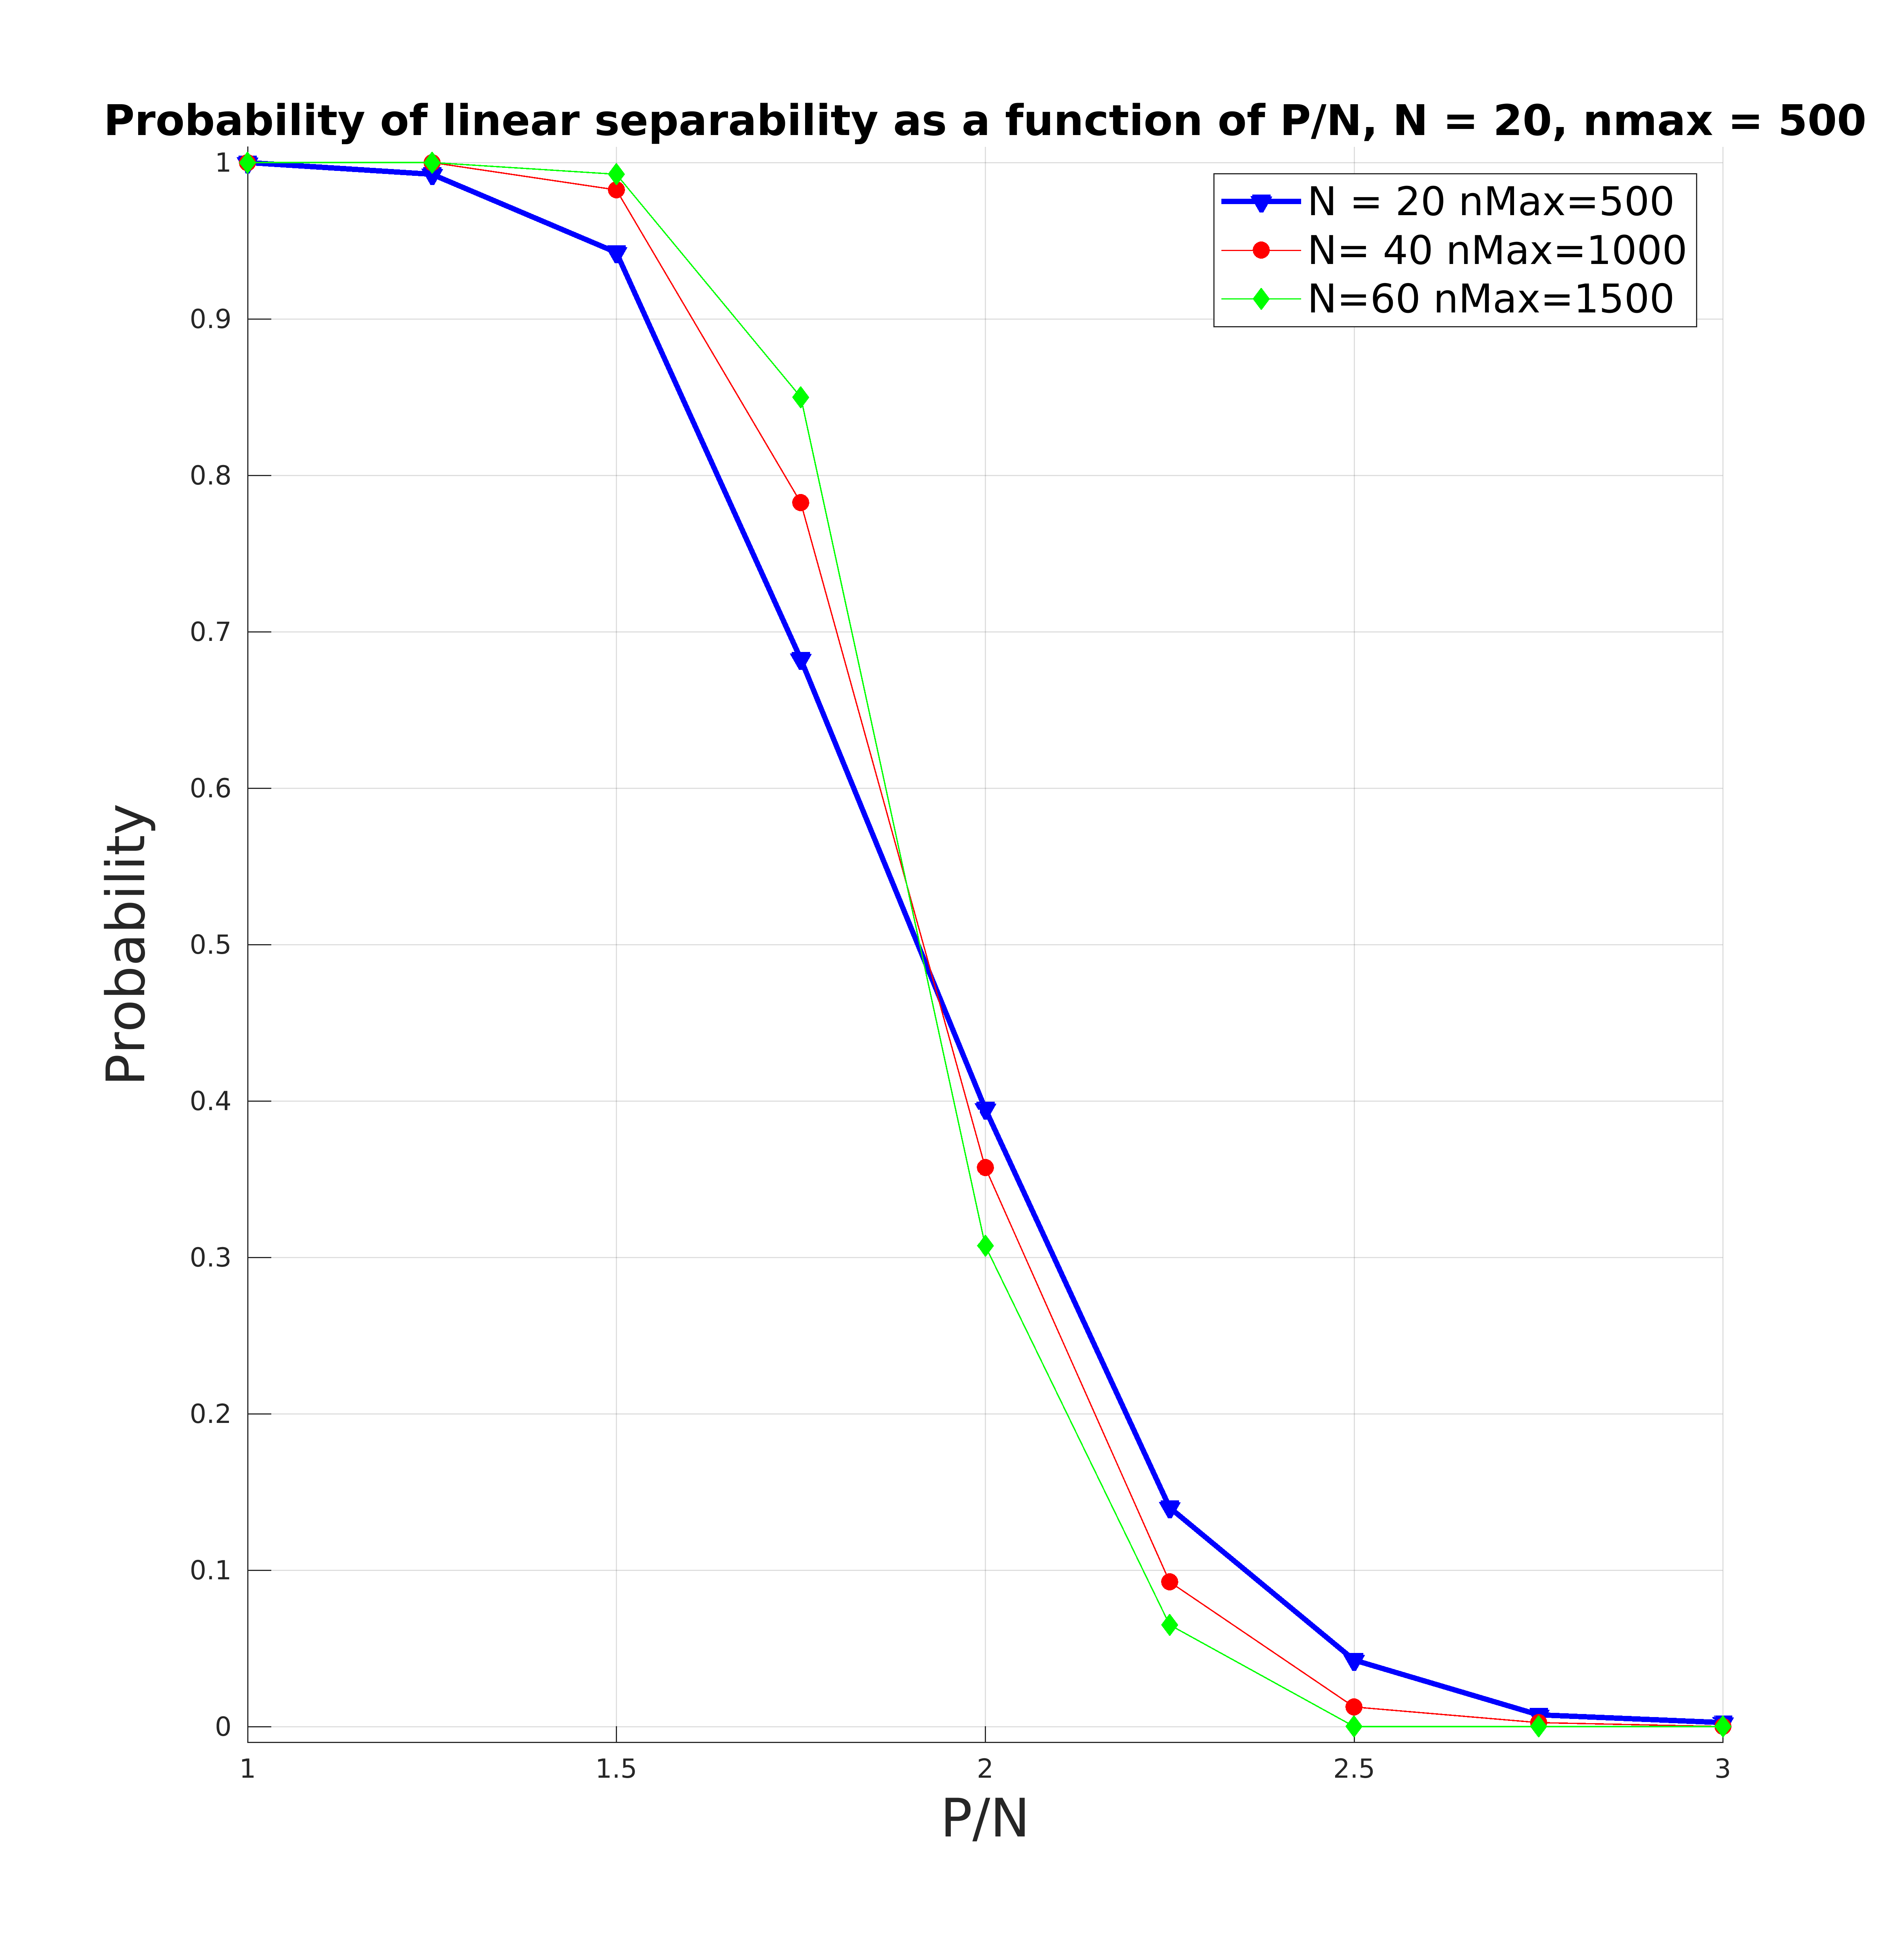 Probability of linear separability as a function of P/N, N = 20, nmax = 500
N = 20 nMax=500
N= 40 nMax=1000
N=60 nMax=1500
Probability
1
0.9
0.8
0.7
0.6
0.5
0.4
0.3
0.2
0.1
0
1 1.5 2 2.5 3
P/N